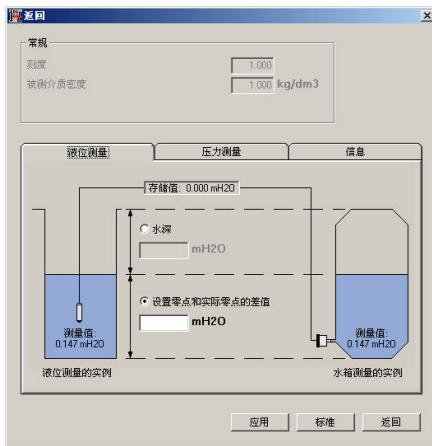 返回
常规
刻度 1.000
被测介质密度 1.000 kg/dm3
液位测量 压力测量 信息
存储值: 0.000 mH2O
水深
mH2O
设置零点和实际零点的差值
mH2O
测量值:
0.147 mH2O
测量值:
0.147 mH2O
液位测量的实例 水箱测量的实例
应用 标准 返回